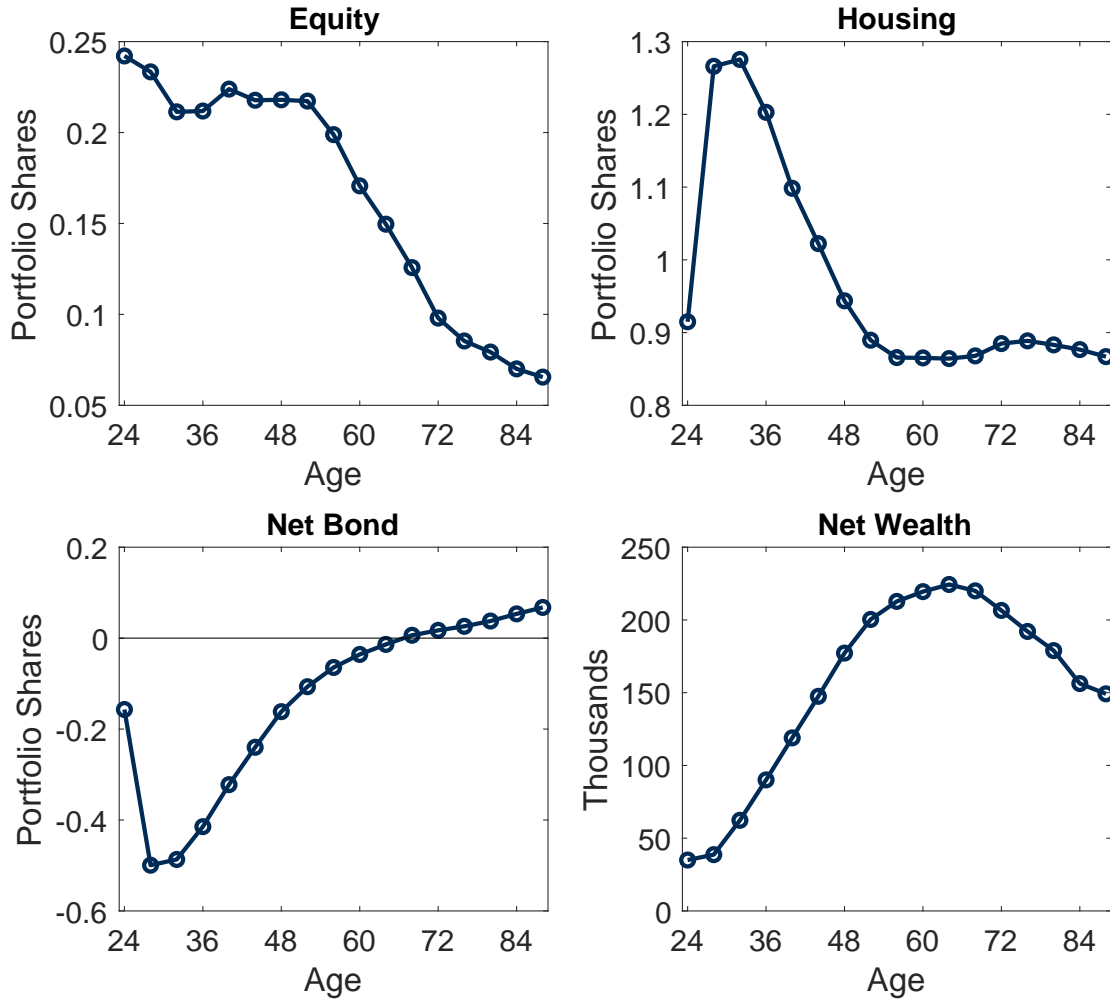 Equity
Portfolio Shares
0.25
0.2
0.15
0.1
0.05
24 36 48 60 72 84
Age
Housing
Portfolio Shares
1.3
1.2
1.1
1
0.9
0.8
24 36 48 60 72 84
Age
Net Bond
Portfolio Shares
0.2
0
-0.2
-0.4
-0.6
24 36 48 60 72 84
Age
Net Wealth
Thousands
250
200
150
100
50
0
24 36 48 60 72 84
Age